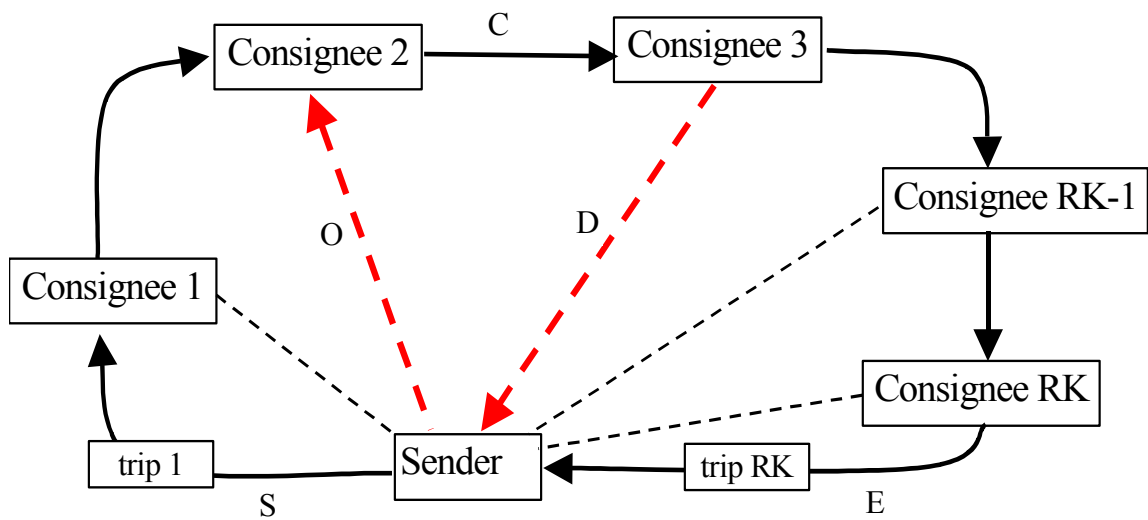 C
Consignee 2
Consignee 3
Consignee RK-1
O
D
Consignee 1
Consignee RK
trip 1
Sender
trip RK
S
E